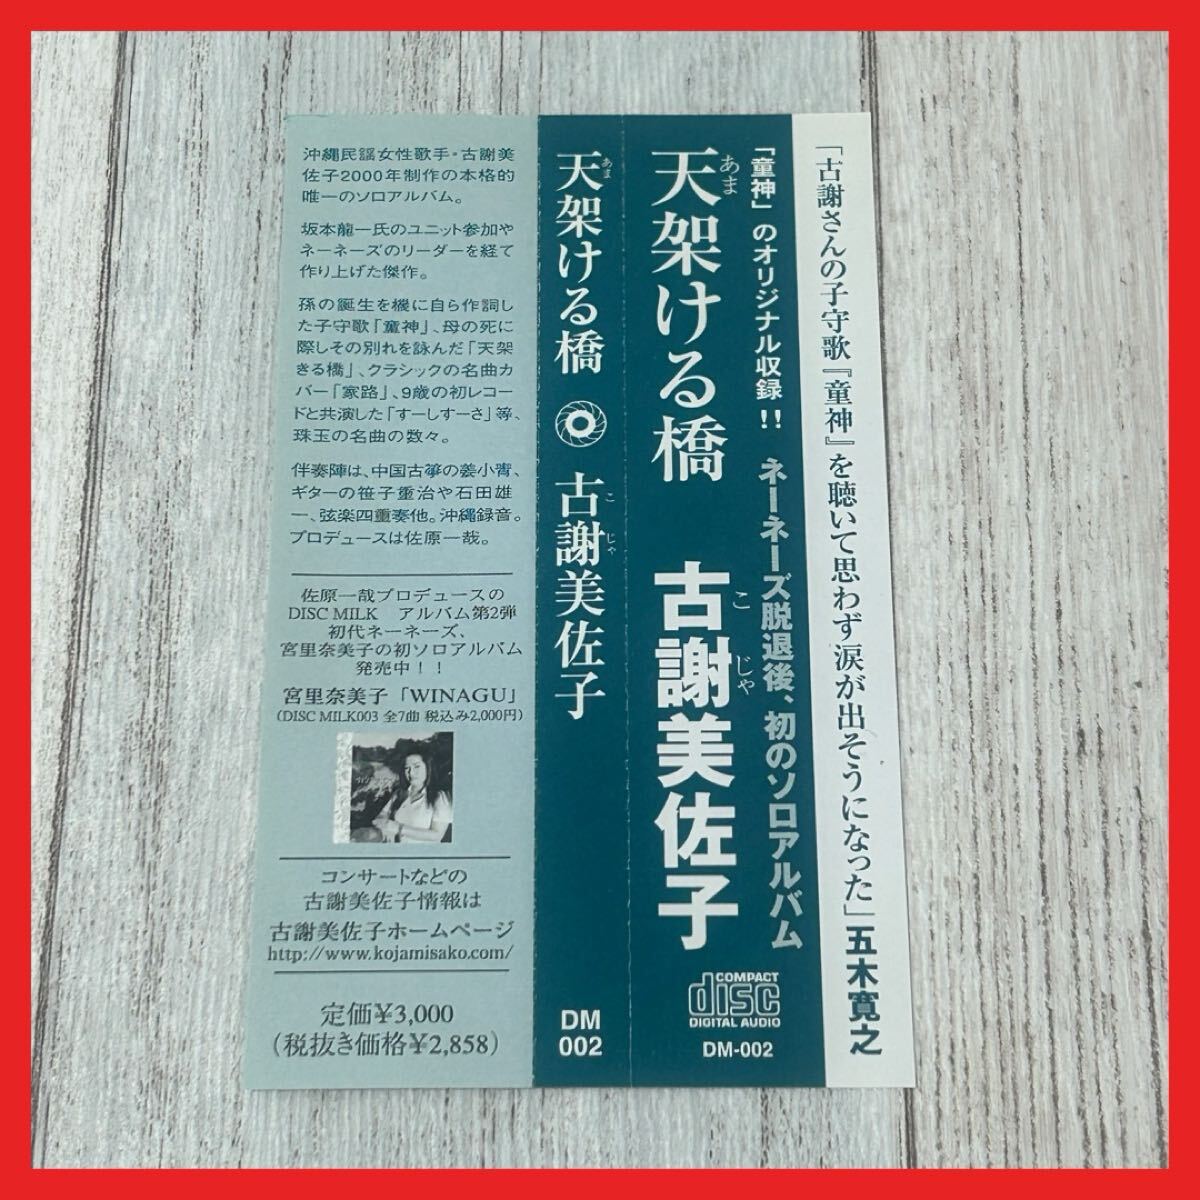 「古謝さんの子守歌『童神』を聴いて思わず涙が出そうになった」五木寛之
「童神」のオリジナル収録!! ネーネーズ脱退後、初のソロアルバム
天架ける橋 古謝美佐子
あま
こじゃ
COMPACT
disc
DIGITAL AUDIO
DM-002
天架ける橋 古謝美佐子
あま
こじゃ
DM
002
沖縄民謡女性歌手・古謝美
佐子2000年制作の本格的
唯一のソロアルバム。
坂本龍一氏のユニット参加や
ネーネーズのリーダーを経て
作り上げた傑作。
孫の誕生を機に自ら作詞し
た子守歌「童神」、母の死に
際しその別れを詠んだ「天架
きる橋」、クラシックの名曲カ
バー「家路」、9歳の初レコー
ドと共演した「すーしすーさ」等、
珠玉の名曲の数々。
伴奏陣は、中国古箏の姜小青、
ギターの笹子重治や石田雄
一、弦楽四重奏他。沖縄録音。
プロデュースは佐原一哉。
佐原一哉プロデュースの
DISC MILK アルバム第2弾
初代ネーネーズ、
宮里奈美子の初ソロアルバム
発売中！！
宮里奈美子「WINAGU」
(DISC MILK003 全7曲 税込み2,000円)
コンサートなどの
古謝美佐子情報は
古謝美佐子ホームページ
http://www.kojamisako.com/
定価¥3,000
(税抜き価格¥2,858)